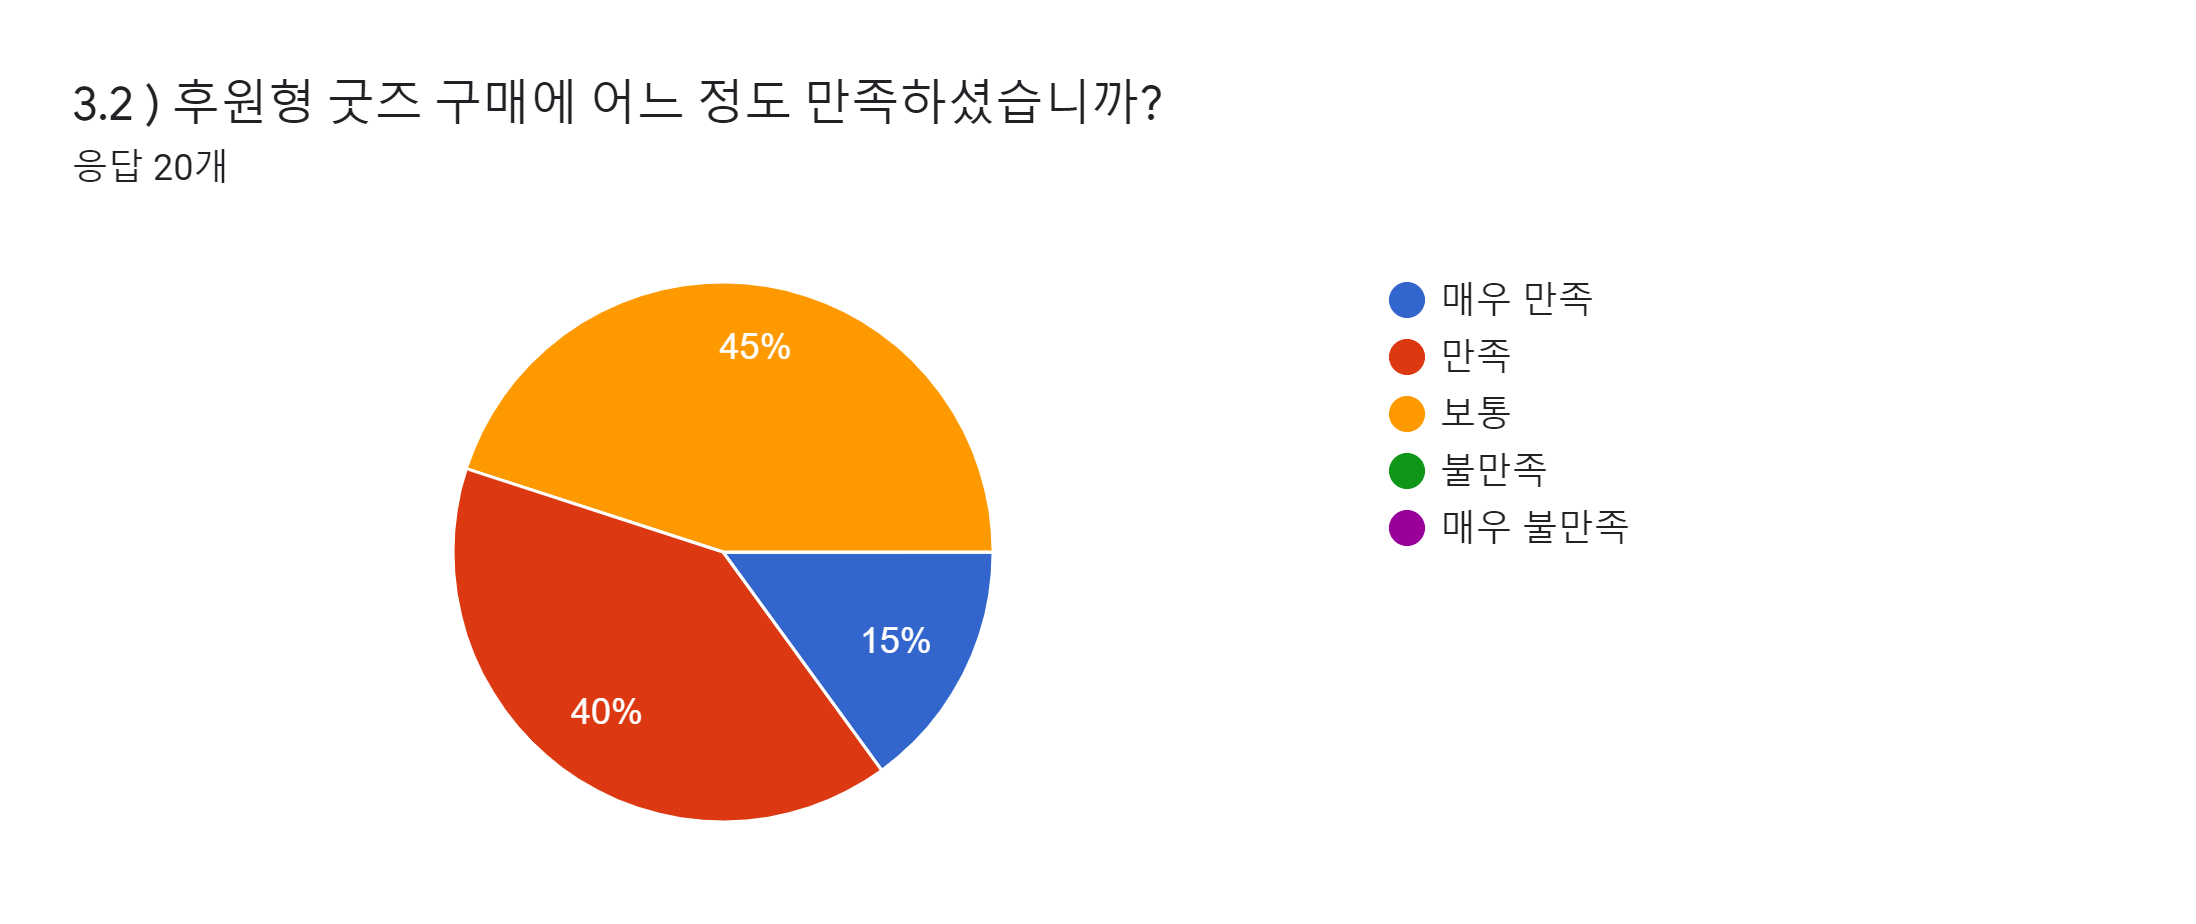 3.2 ) 후원형 굿즈 구매에 어느 정도 만족하셨습니까?
응답 20개
45%
15%
40%
매우 만족
만족
보통
불만족
매우 불만족